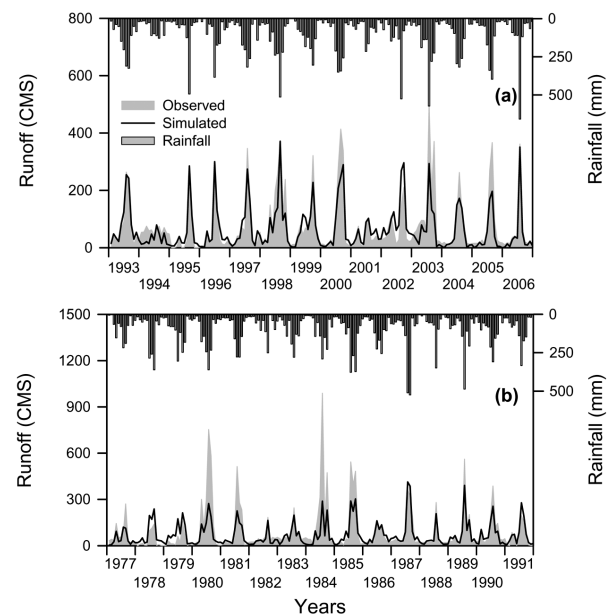 800
600
400
200
0
Runoff (CMS)
0
250
500
Rainfall (mm)
(a)
Observed
Simulated
Rainfall
1993 1995 1997 1999 2001 2003 2005
1994 1996 1998 2000 2002 2004 2006
1500
1200
900
600
300
0
Runoff (CMS)
0
250
500
Rainfall (mm)
(b)
1977 1979 1981 1983 1985 1987 1989 1991
1978 1980 1982 1984 1986 1988 1990
Years